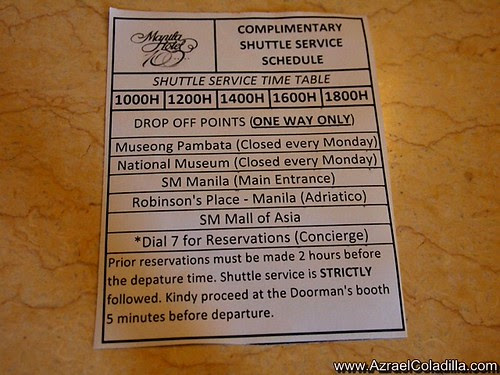 Manila
Hotel
COMPLIMENTARY
SHUTTLE SERVICE
SCHEDULE
SHUTTLE SERVICE TIME TABLE
1000H 1200H 1400H 1600H 1800H
DROP OFF POINTS (ONE WAY ONLY)
Museong Pambata (Closed every Monday)
National Museum (Closed every Monday)
SM Manila (Main Entrance)
Robinson's Place - Manila (Adriatico)
SM Mall of Asia
*Dial 7 for Reservations (Concierge)
Prior reservations must be made 2 hours before
the depature time. Shuttle service is STRICTLY
followed. Kindy proceed at the Doorman's booth
5 minutes before departure.
www.AzraelColadilla.com